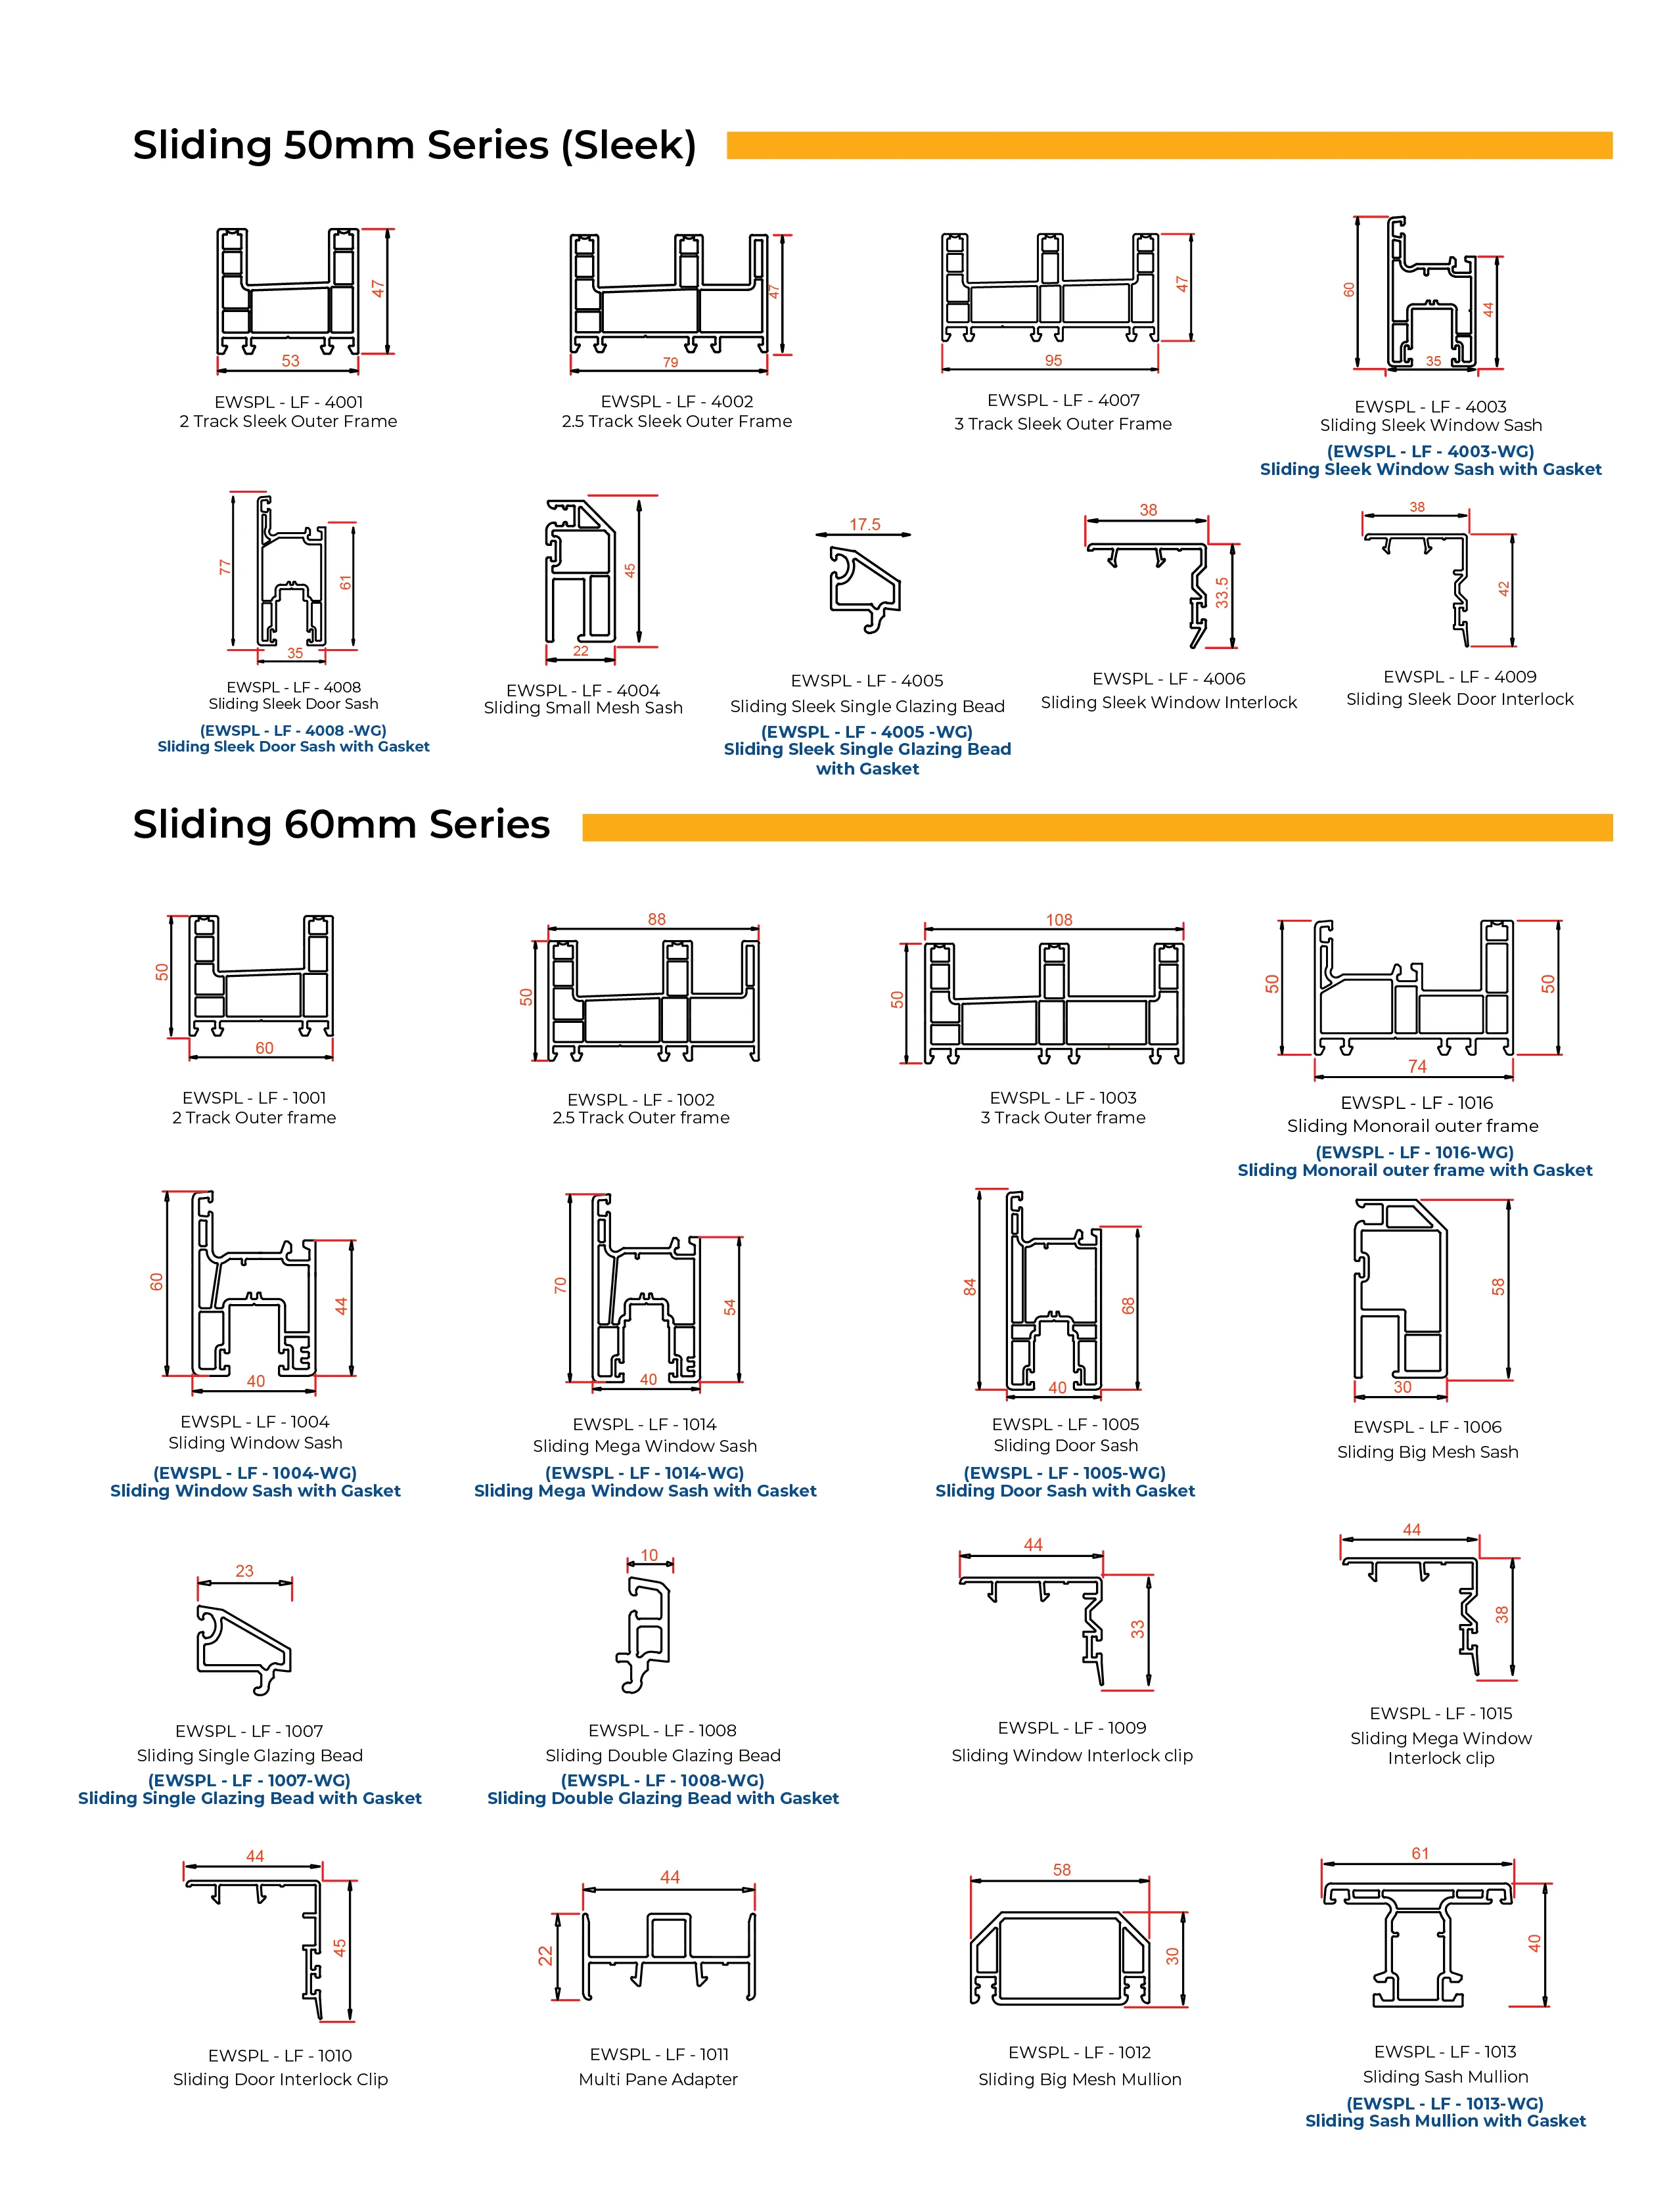 Sliding 50mm Series (Sleek)
47
53
EWSPL - LF - 4001
2 Track Sleek Outer Frame
47
79
EWSPL - LF - 4002
2.5 Track Sleek Outer Frame
47
95
EWSPL - LF - 4007
3 Track Sleek Outer Frame
60
44
35
EWSPL - LF - 4003
Sliding Sleek Window Sash
(EWSPL - LF - 4003-WG)
Sliding Sleek Window Sash with Gasket
77
61
35
EWSPL - LF - 4008
Sliding Sleek Door Sash
(EWSPL - LF - 4008 -WG)
Sliding Sleek Door Sash with Gasket
45
22
EWSPL - LF - 4004
Sliding Small Mesh Sash
17.5
EWSPL - LF - 4005
Sliding Sleek Single Glazing Bead
(EWSPL - LF - 4005 -WG)
Sliding Sleek Single Glazing Bead
with Gasket
38
33.5
EWSPL - LF - 4006
Sliding Sleek Window Interlock
38
42
EWSPL - LF - 4009
Sliding Sleek Door Interlock
Sliding 60mm Series
50
60
EWSPL - LF - 1001
2 Track Outer frame
88
50
EWSPL - LF - 1002
2.5 Track Outer frame
108
50
EWSPL - LF - 1003
3 Track Outer frame
50
50
74
EWSPL - LF - 1016
Sliding Monorail outer frame
(EWSPL - LF - 1016-WG)
Sliding Monorail outer frame with Gasket
60
44
40
EWSPL - LF - 1004
Sliding Window Sash
(EWSPL - LF - 1004-WG)
Sliding Window Sash with Gasket
70
54
40
EWSPL - LF - 1014
Sliding Mega Window Sash
(EWSPL - LF - 1014-WG)
Sliding Mega Window Sash with Gasket
84
68
40
EWSPL - LF - 1005
Sliding Door Sash
(EWSPL - LF - 1005-WG)
Sliding Door Sash with Gasket
58
30
EWSPL - LF - 1006
Sliding Big Mesh Sash
23
EWSPL - LF - 1007
Sliding Single Glazing Bead
(EWSPL - LF - 1007-WG)
Sliding Single Glazing Bead with Gasket
10
EWSPL - LF - 1008
Sliding Double Glazing Bead
(EWSPL - LF - 1008-WG)
Sliding Double Glazing Bead with Gasket
44
33
EWSPL - LF - 1009
Sliding Window Interlock clip
44
38
EWSPL - LF - 1015
Sliding Mega Window
Interlock clip
44
45
EWSPL - LF - 1010
Sliding Door Interlock Clip
44
22
EWSPL - LF - 1011
Multi Pane Adapter
58
30
EWSPL - LF - 1012
Sliding Big Mesh Mullion
61
40
EWSPL - LF - 1013
Sliding Sash Mullion
(EWSPL - LF - 1013-WG)
Sliding Sash Mullion with Gasket